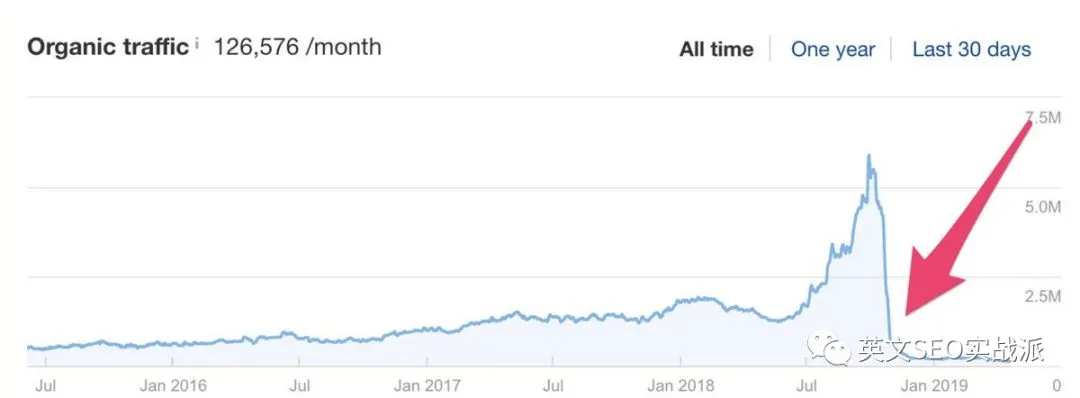 Organic traffic i 126,576 /month
All time One year Last 30 days
7.5M
5.0M
2.5M
英文SEO实战派
Jul Jan 2016 Jul Jan 2017 Jul Jan 2018 Jul Jan 2019 0